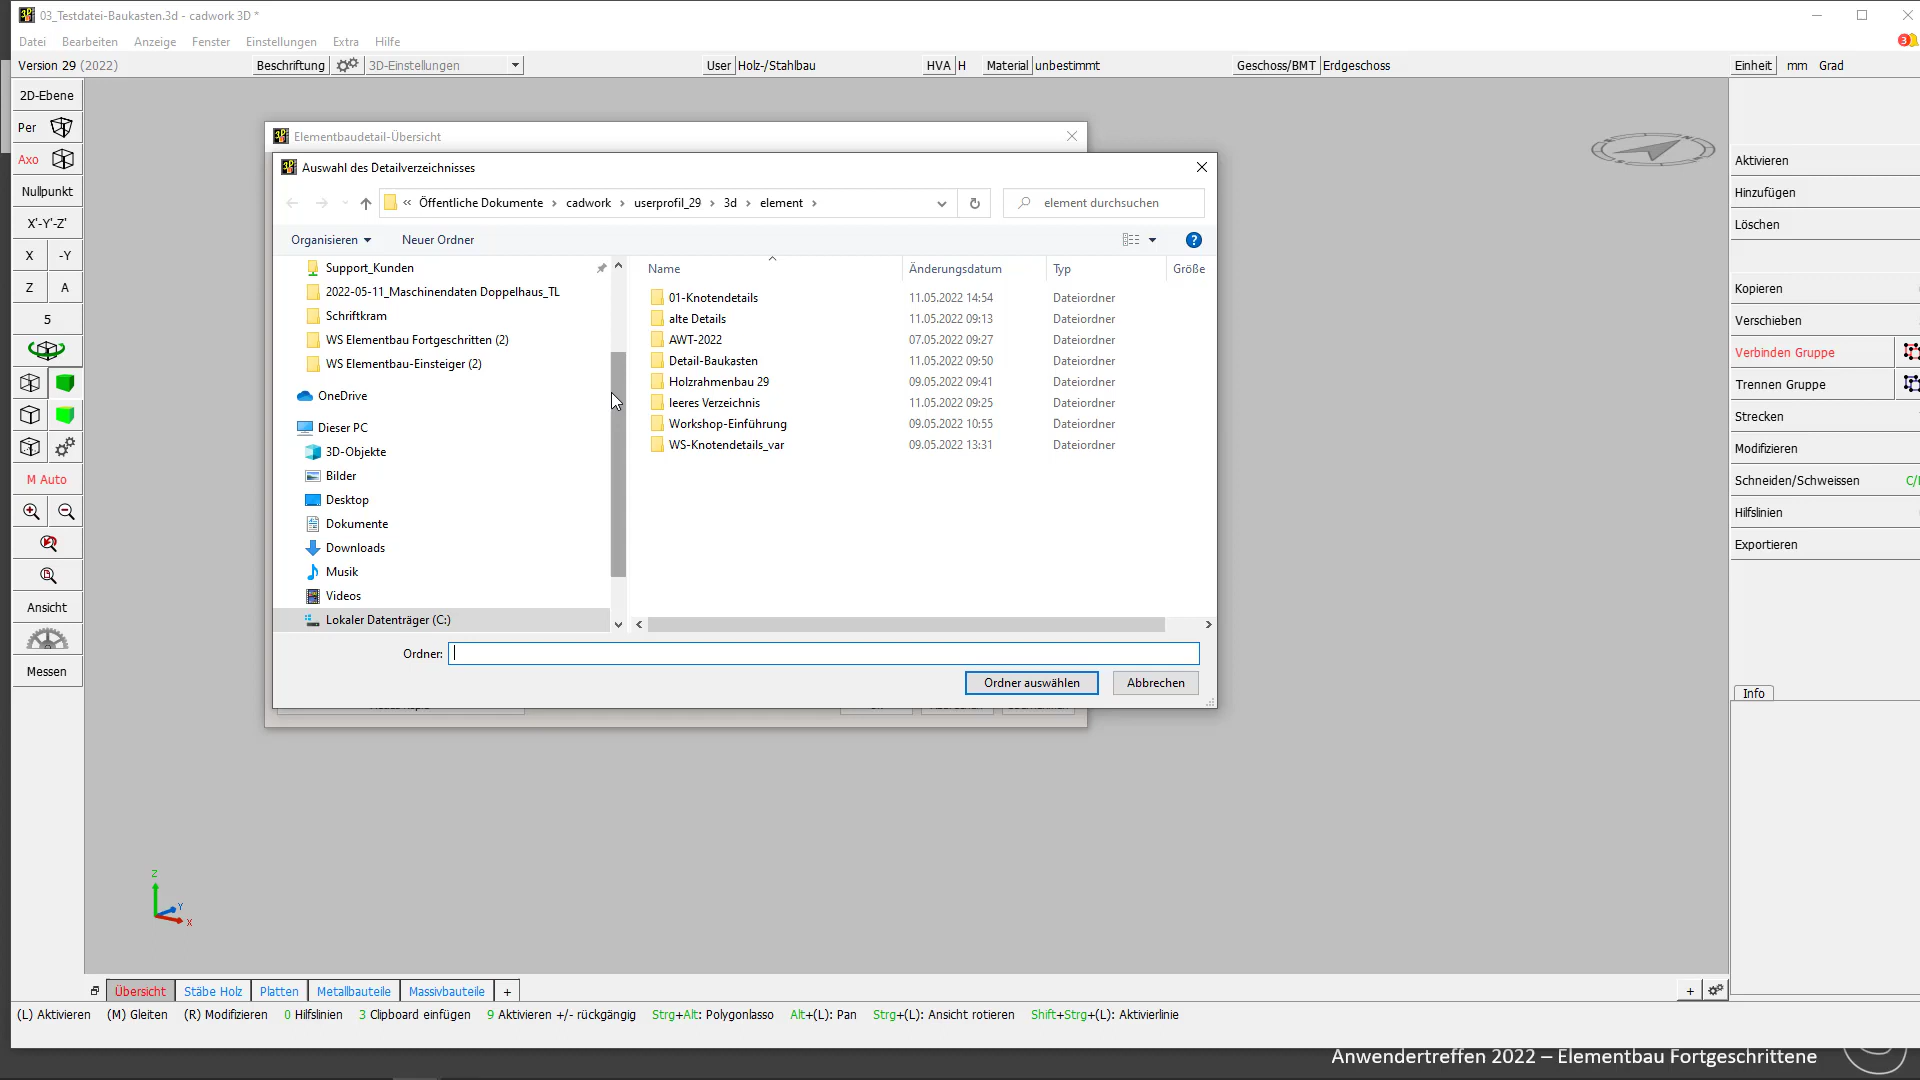 03_Testdatei-Baukasten.3d - cadwork 3D *
Datei Bearbeiten Anzeige Fenster Einstellungen Extra Hilfe
3
Version 29 (2022) Beschriftung 3D-Einstellungen User Holz-/Stahlbau HVA H Material unbestimmt Geschoss/BMT Erdgeschoss Einheit mm Grad
2D-Ebene
Per
Axo
Nullpunkt
X'-Y'-Z'
X -Y
Z A
5
M Auto
Ansicht
Messen
Elementbaudetail-Übersicht
Auswahl des Detailverzeichnisses
« Öffentliche Dokumente › cadwork › userprofil_29 › 3d › element ›
element durchsuchen
Organisieren Neuer Ordner
Support_Kunden
2022-05-11_Maschinendaten Doppelhaus_TL
Schriftkram
WS Elementbau Fortgeschritten (2)
WS Elementbau-Einsteiger (2)
OneDrive
Dieser PC
3D-Objekte
Bilder
Desktop
Dokumente
Downloads
Musik
Videos
Lokaler Datenträger (C:)
Name Änderungsdatum Typ Größe
01-Knotendetails 11.05.2022 14:54 Dateiordner
alte Details 11.05.2022 09:13 Dateiordner
AWT-2022 07.05.2022 09:27 Dateiordner
Detail-Baukasten 11.05.2022 09:50 Dateiordner
Holzrahmenbau 29 09.05.2022 09:41 Dateiordner
leeres Verzeichnis 11.05.2022 09:25 Dateiordner
Workshop-Einführung 09.05.2022 10:55 Dateiordner
WS-Knotendetails_var 09.05.2022 13:31 Dateiordner
Ordner:
Ordner auswählen Abbrechen
Aktivieren
Hinzufügen
Löschen
Kopieren
Verschieben
Verbinden Gruppe
Trennen Gruppe
Strecken
Modifizieren
Schneiden/Schweissen
Hilfslinien
Exportieren
Info
Z
Y
X
Übersicht Stäbe Holz Platten Metallbauteile Massivbauteile +
+
(L) Aktivieren (M) Gleiten (R) Modifizieren 0 Hilfslinien 3 Clipboard einfügen 9 Aktivieren +/- rückgängig Strg+Alt: Polygonlasso Alt+(L): Pan Strg+(L): Ansicht rotieren Shift+Strg+(L): Aktivierlinie
Anwendertreffen 2022 – Elementbau Fortgeschrittene